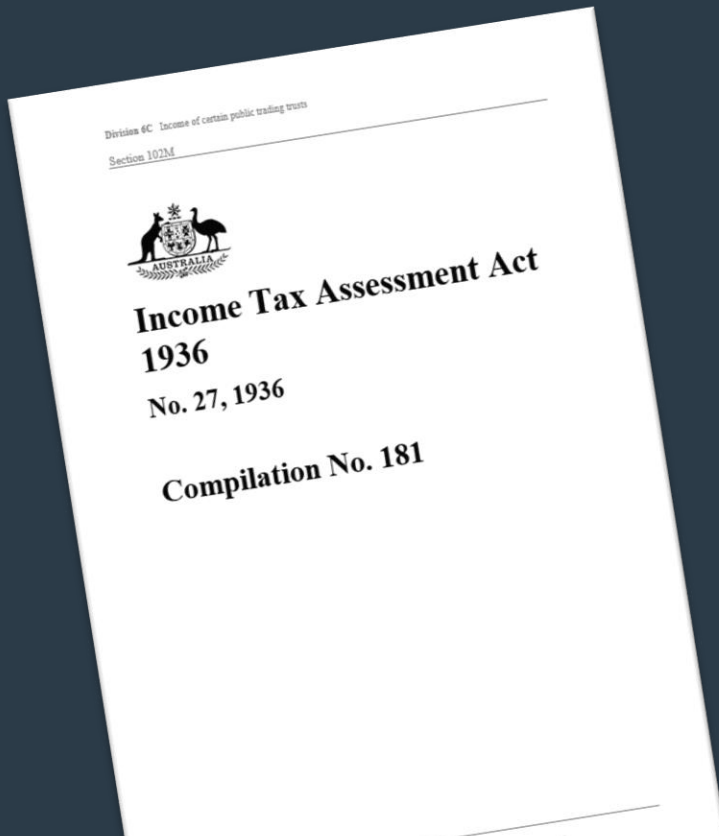 Division 6C Income of certain public trading trusts
Section 102M
AUSTRALIA
Income Tax Assessment Act
1936
No. 27, 1936
Compilation No. 181